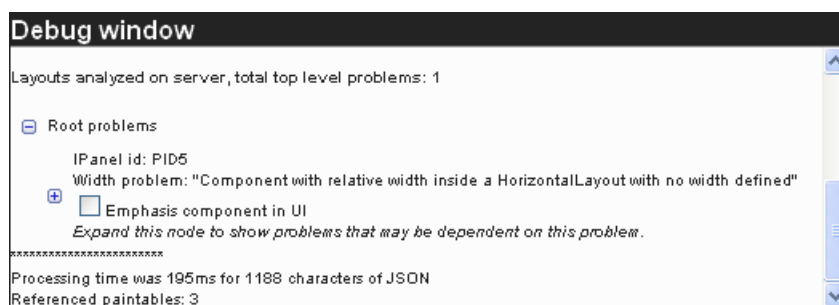 Debug window
Layouts analyzed on server, total top level problems: 1
Root problems
IPanel id: PID5
Width problem: "Component with relative width inside a HorizontalLayout with no width defined"
Emphasis component in UI
Expand this node to show problems that may be dependent on this problem.
************************
Processing time was 195ms for 1188 characters of JSON
Referenced paintables: 3